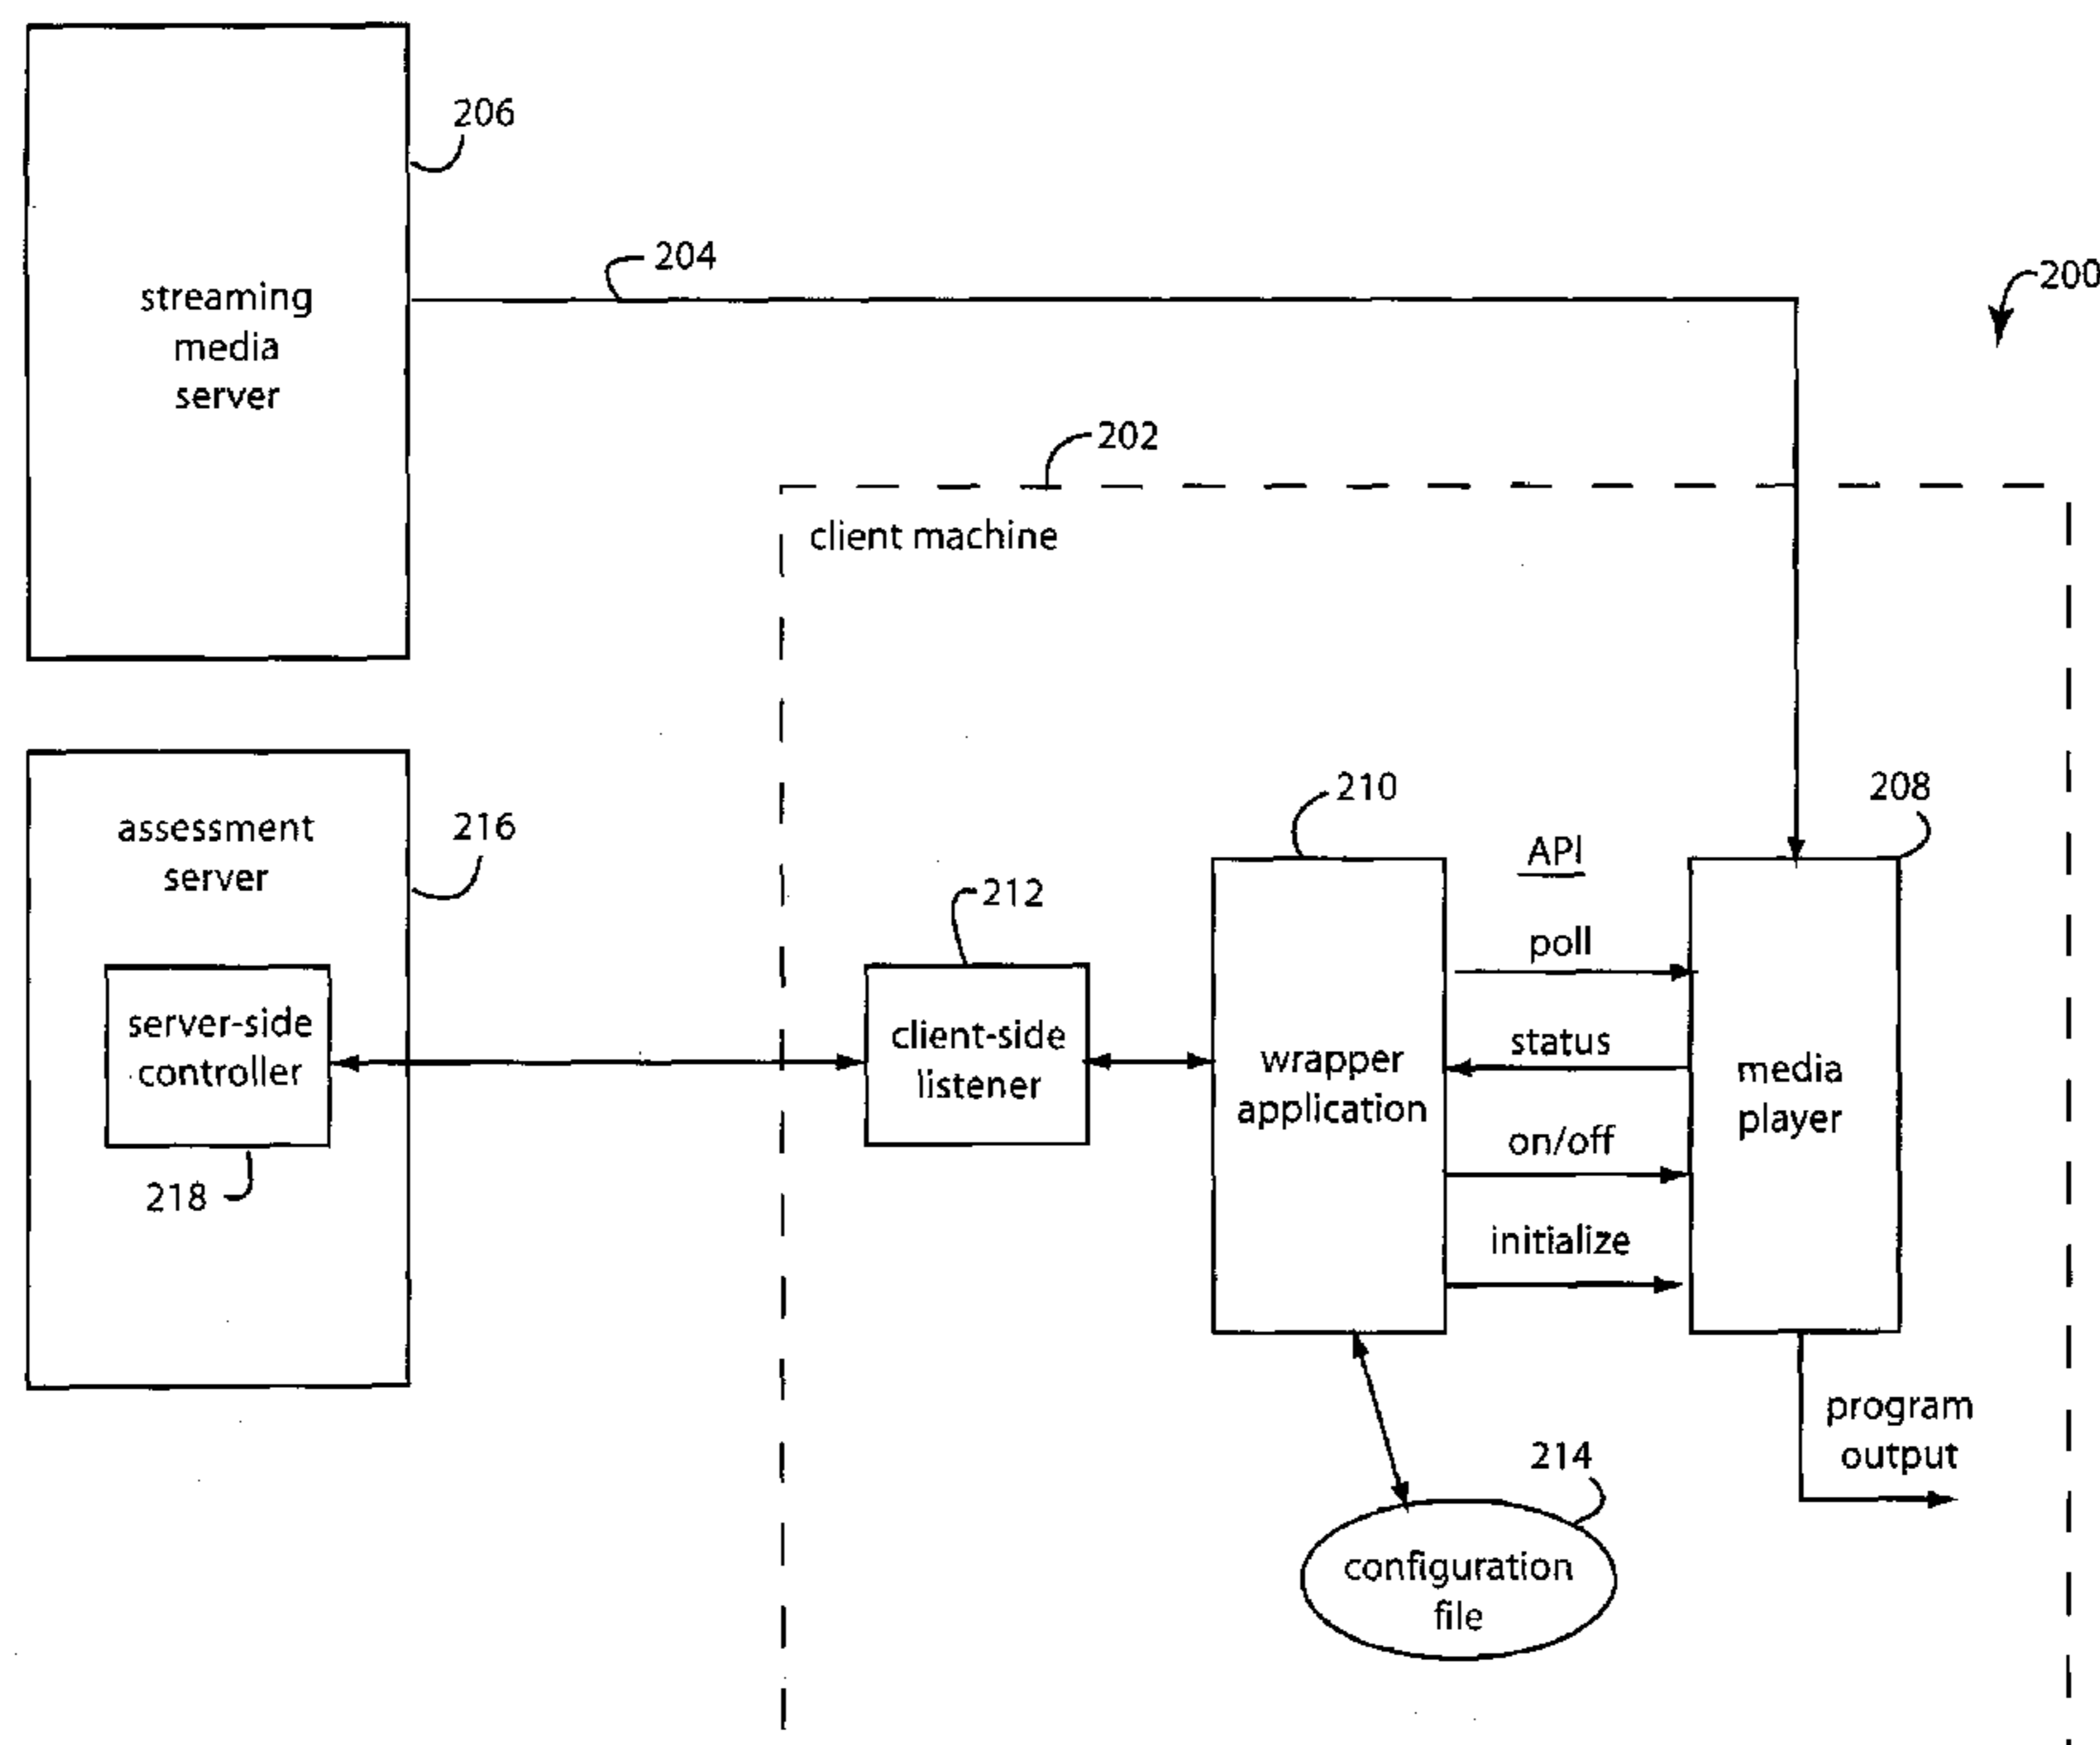 206
streaming
media
server
204
200
202
client machine
assessment
server
216
server-side
controller
218
212
client-side
listener
210
wrapper
application
API
poll
status
on/off
initialize
208
media
player
program
output
214
configuration
file